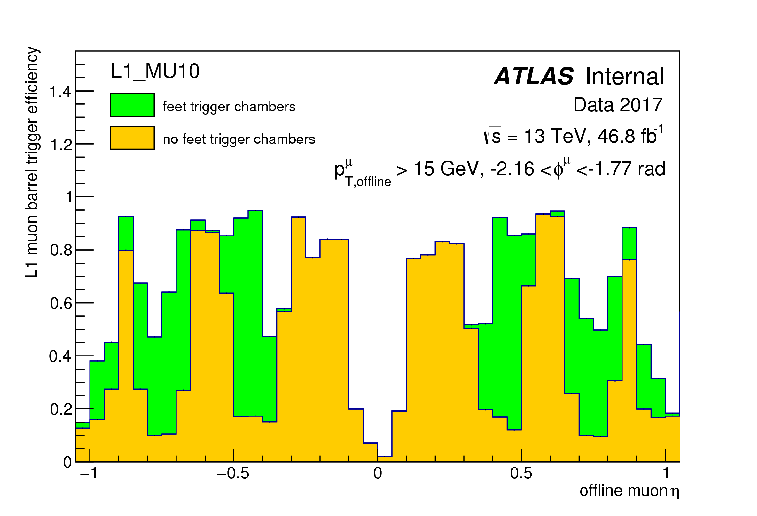 L1 muon barrel trigger efficiency
L1_MU10
feet trigger chambers
no feet trigger chambers
ATLAS Internal
Data 2017
√s = 13 TeV, 46.8 fb⁻¹
p^μ_T,offline > 15 GeV, -2.16 <ϕ^μ <-1.77 rad
1.4
1.2
1
0.8
0.6
0.4
0.2
0
−1 −0.5 0 0.5 1
offline muon η